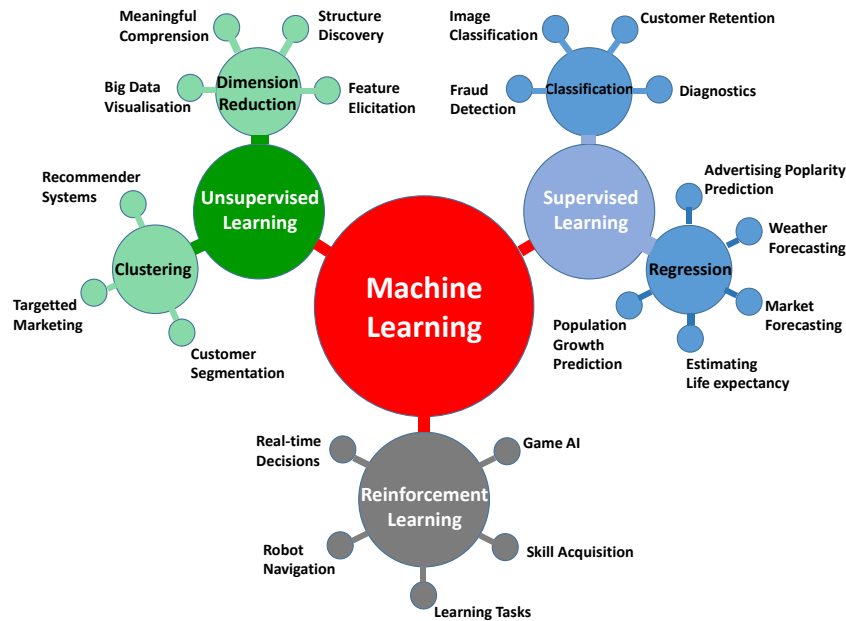 Meaningful
Comprension
Structure
Discovery
Big Data
Visualisation
Dimension
Reduction
Feature
Elicitation
Image
Classification
Customer Retention
Fraud
Detection
Classification
Diagnostics
Recommender
Systems
Unsupervised
Learning
Clustering
Targetted
Marketing
Customer
Segmentation
Machine
Learning
Supervised
Learning
Advertising Poplarity
Prediction
Weather
Forecasting
Regression
Market
Forecasting
Population
Growth
Prediction
Estimating
Life expectancy
Real-time
Decisions
Game AI
Reinforcement
Learning
Robot
Navigation
Skill Acquisition
Learning Tasks